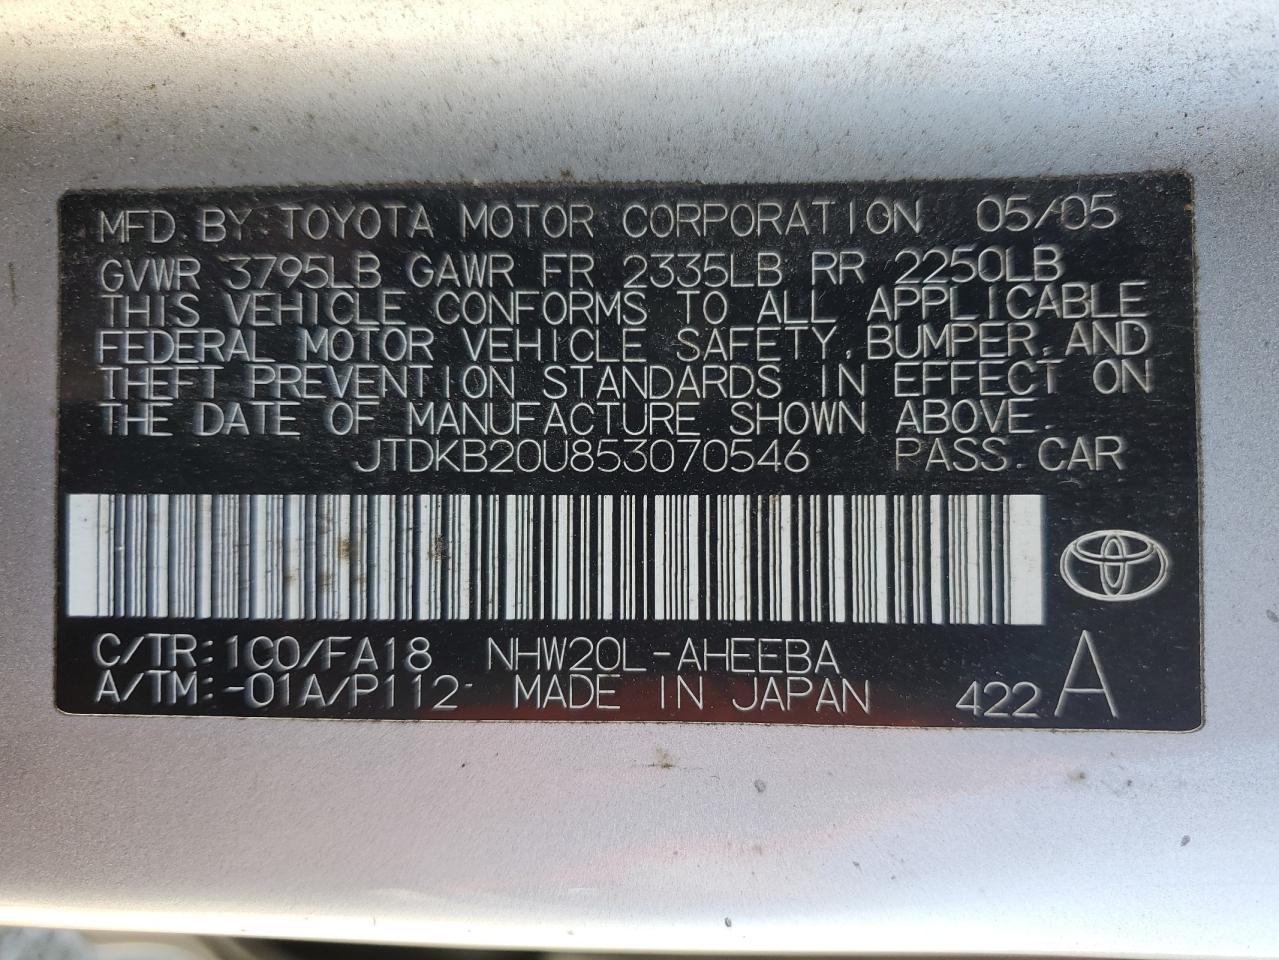 MFD BY: TOYOTA MOTOR CORPORATION 05/05
GVWR 3795LB GAWR FR 2335LB RR 2250LB
THIS VEHICLE CONFORMS TO ALL APPLICABLE
FEDERAL MOTOR VEHICLE SAFETY, BUMPER, AND
THEFT PREVENTION STANDARDS IN EFFECT ON
THE DATE OF MANUFACTURE SHOWN ABOVE.
JTDKB20U853070546 PASS. CAR
C/TR: 1C0/FA18 NHW20L-AHEEBA
A/TM: -01A/P112 MADE IN JAPAN 422 A